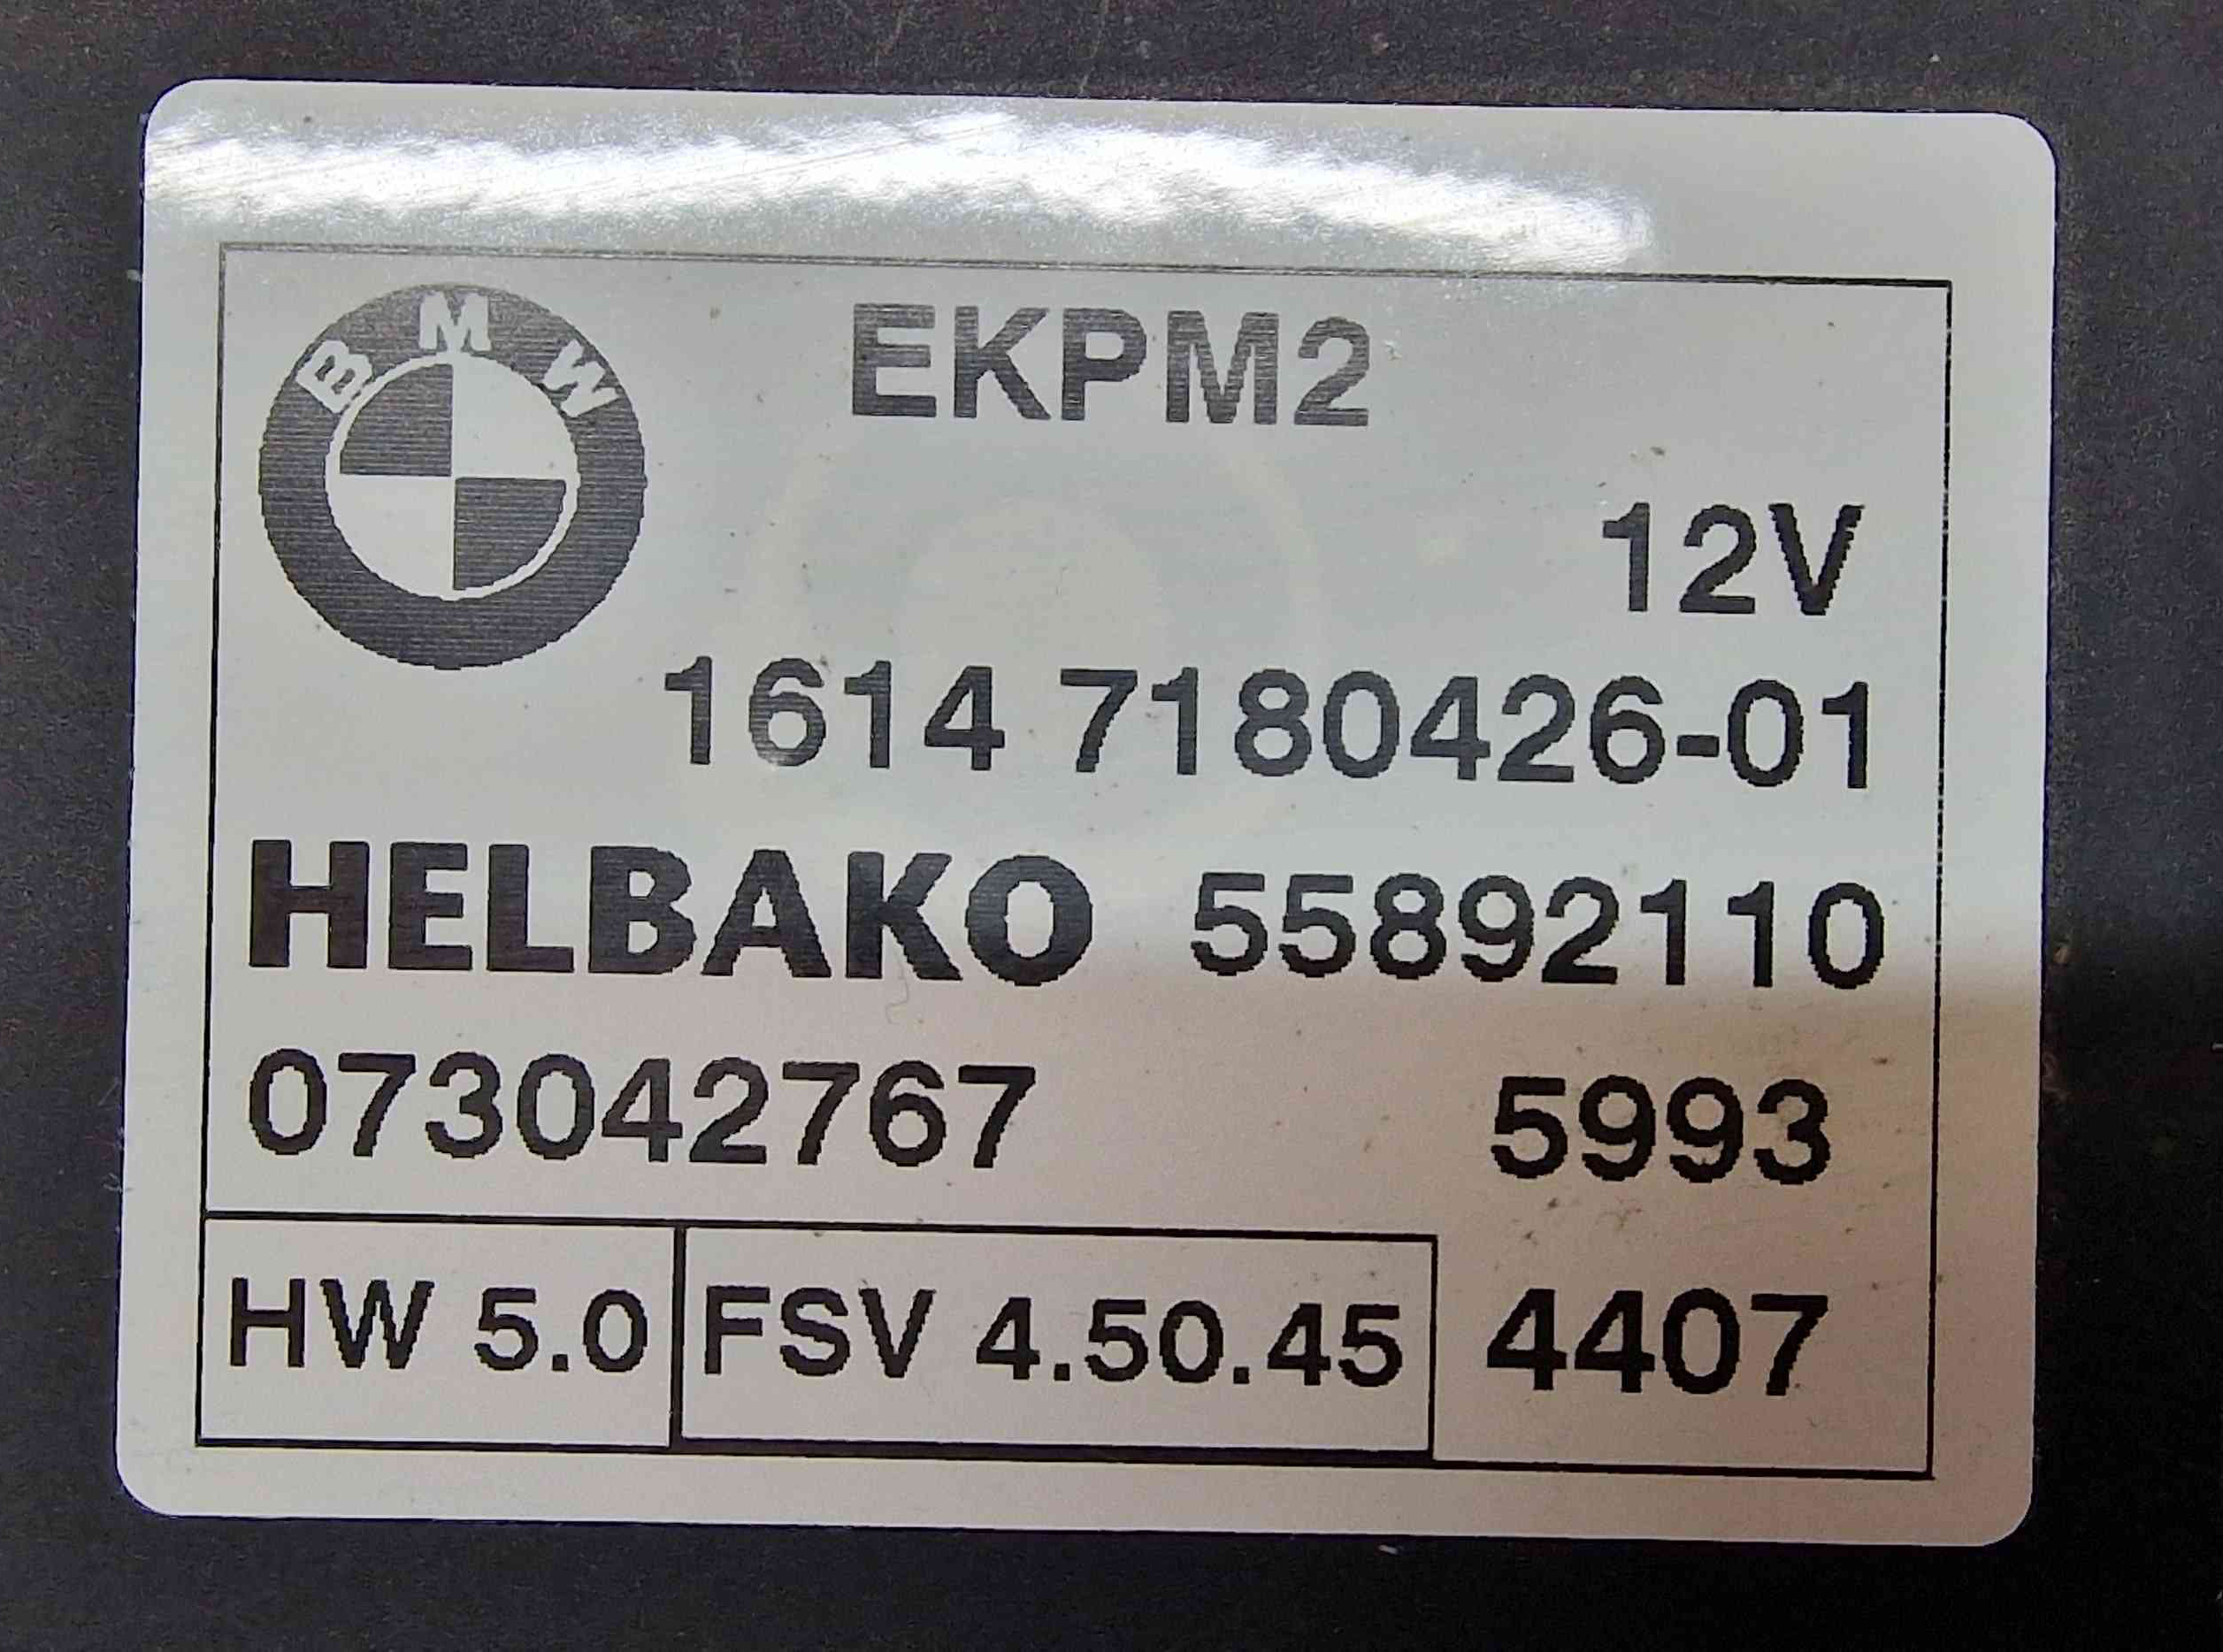 BMW
EKPM2
12V
1614 7180426-01
HELBAKO 55892110
073042767 5993
HW 5.0 FSV 4.50.45 4407